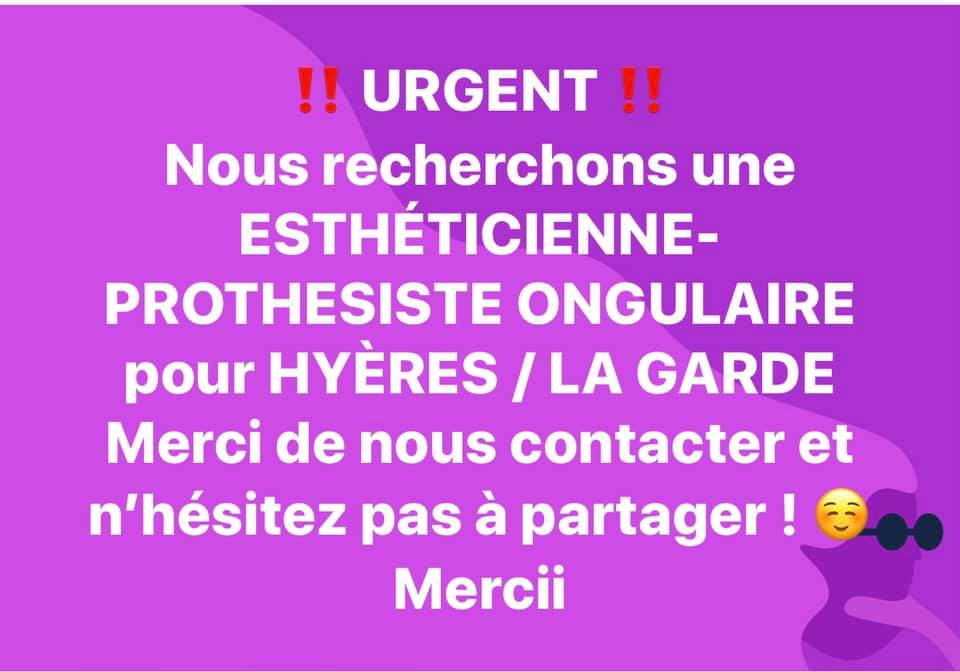 ‼️ URGENT ‼️
Nous recherchons une
ESTHÉTICIENNE-
PROTHESISTE ONGULAIRE
pour HYÈRES / LA GARDE
Merci de nous contacter et
n’hésitez pas à partager ! ☺️
Mercii